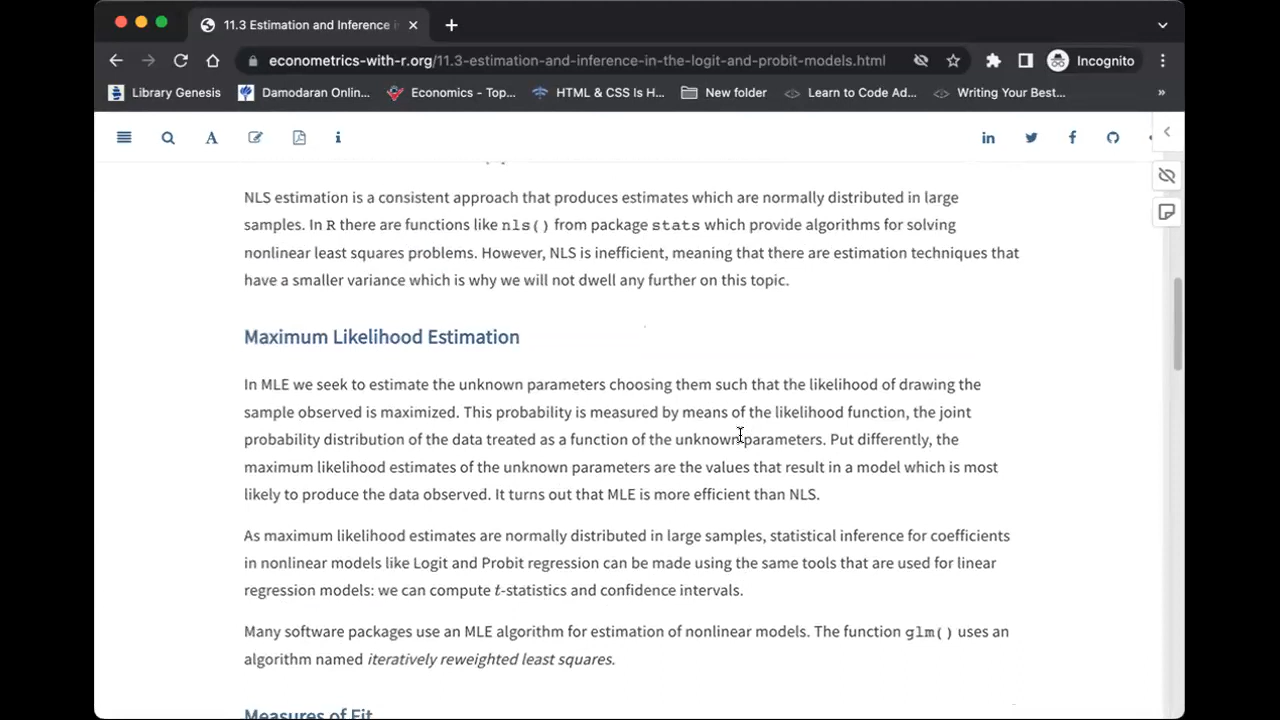 11.3 Estimation and Inference i
econometrics-with-r.org/11.3-estimation-and-inference-in-the-logit-and-probit-models.html
Incognito
Library Genesis
Damodaran Onlin...
Economics - Top...
HTML & CSS Is H...
New folder
Learn to Code Ad...
Writing Your Best...
»
A
i
in
f
NLS estimation is a consistent approach that produces estimates which are normally distributed in large
samples. In R there are functions like nls() from package stats which provide algorithms for solving
nonlinear least squares problems. However, NLS is inefficient, meaning that there are estimation techniques that
have a smaller variance which is why we will not dwell any further on this topic.
Maximum Likelihood Estimation
In MLE we seek to estimate the unknown parameters choosing them such that the likelihood of drawing the
sample observed is maximized. This probability is measured by means of the likelihood function, the joint
probability distribution of the data treated as a function of the unknown parameters. Put differently, the
maximum likelihood estimates of the unknown parameters are the values that result in a model which is most
likely to produce the data observed. It turns out that MLE is more efficient than NLS.
As maximum likelihood estimates are normally distributed in large samples, statistical inference for coefficients
in nonlinear models like Logit and Probit regression can be made using the same tools that are used for linear
regression models: we can compute t-statistics and confidence intervals.
Many software packages use an MLE algorithm for estimation of nonlinear models. The function glm() uses an
algorithm named iteratively reweighted least squares.
Measures of Fit